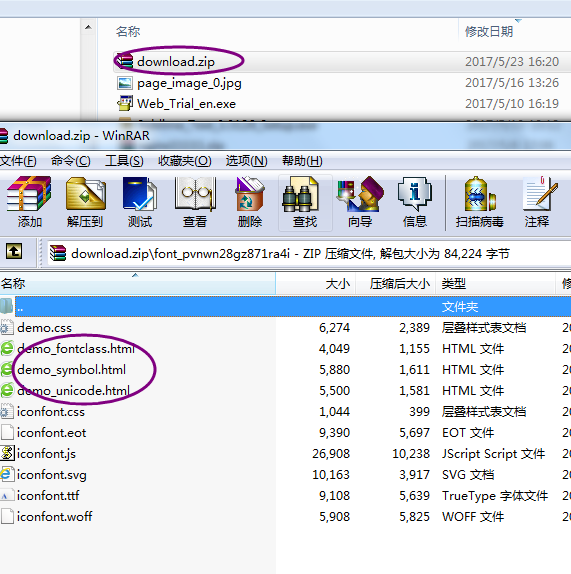 名称 修改日期
download.zip 2017/5/23 16:20
page_image_0.jpg 2017/5/16 13:26
Web_Trial_en.exe 2017/5/10 16:19
download.zip - WinRAR
文件(F) 命令(C) 工具(S) 收藏夹(O) 选项(N) 帮助(H)
添加 解压到 测试 查看 删除 查找 向导 信息 扫描病毒 注释
download.zip\font_pvnwn28gz871ra4i - ZIP 压缩文件, 解包大小为 84,224 字节
名称 大小 压缩后大小 类型 修
.. 文件夹
demo.css 6,274 2,389 层叠样式表文档 20
demo_fontclass.html 4,049 1,155 HTML 文件 20
demo_symbol.html 5,880 1,611 HTML 文件 20
demo_unicode.html 5,500 1,581 HTML 文件 20
iconfont.css 1,044 399 层叠样式表文档 20
iconfont.eot 9,390 5,697 EOT 文件 20
iconfont.js 26,908 10,238 JScript Script 文件 20
iconfont.svg 10,163 3,917 SVG 文档 20
iconfont.ttf 9,108 5,639 TrueType 字体文件 20
iconfont.woff 5,908 5,825 WOFF 文件 20